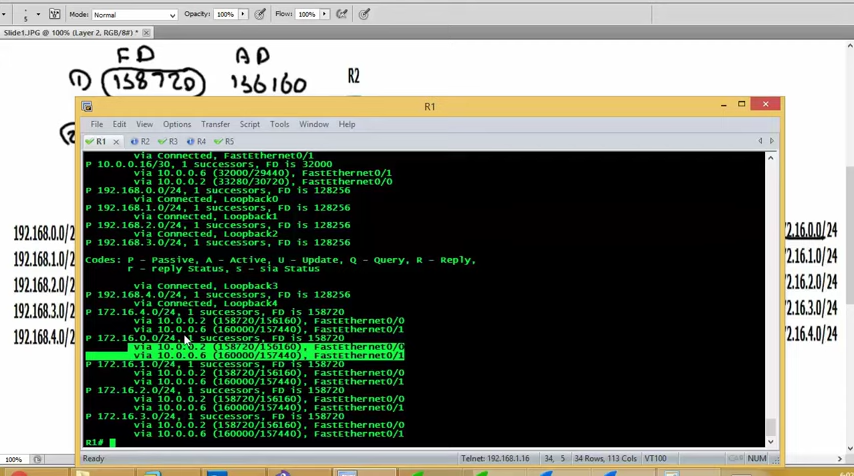 5 Mode: Normal Opacity: 100% Flow: 100%
Slide1.JPG @ 100% (Layer 2, RGB/8#) * ×
FD AD
① 158720 156160 R2
R1
File Edit View Options Transfer Script Tools Window Help
R1 × R2 R3 R4 R5
via Connected, FastEthernet0/1
P 10.0.0.16/30, 1 successors, FD is 32000
via 10.0.0.6 (32000/29440), FastEthernet0/1
via 10.0.0.2 (33280/30720), FastEthernet0/0
P 192.168.0.0/24, 1 successors, FD is 128256
via Connected, Loopback0
P 192.168.1.0/24, 1 successors, FD is 128256
via Connected, Loopback1
P 192.168.2.0/24, 1 successors, FD is 128256
via Connected, Loopback2
P 192.168.3.0/24, 1 successors, FD is 128256
Codes: P - Passive, A - Active, U - Update, Q - Query, R - Reply,
r - reply Status, s - sia Status
via Connected, Loopback3
P 192.168.4.0/24, 1 successors, FD is 128256
via Connected, Loopback4
P 172.16.4.0/24, 1 successors, FD is 158720
via 10.0.0.2 (158720/156160), FastEthernet0/0
via 10.0.0.6 (160000/157440), FastEthernet0/1
P 172.16.0.0/24, 1 successors, FD is 158720
via 10.0.0.2 (158720/156160), FastEthernet0/0
via 10.0.0.6 (160000/157440), FastEthernet0/1
P 172.16.1.0/24, 1 successors, FD is 158720
via 10.0.0.2 (158720/156160), FastEthernet0/0
via 10.0.0.6 (160000/157440), FastEthernet0/1
P 172.16.2.0/24, 1 successors, FD is 158720
via 10.0.0.2 (158720/156160), FastEthernet0/0
via 10.0.0.6 (160000/157440), FastEthernet0/1
P 172.16.3.0/24, 1 successors, FD is 158720
via 10.0.0.2 (158720/156160), FastEthernet0/0
via 10.0.0.6 (160000/157440), FastEthernet0/1
R1#
192.168.0.0/2
192.168.1.0/2
192.168.2.0/2
192.168.3.0/2
192.168.4.0/2
72.16.0.0/24
72.16.1.0/24
72.16.2.0/24
72.16.3.0/24
72.16.4.0/24
Ready Telnet: 192.168.1.16 34, 5 34 Rows, 113 Cols VT100 CAP NUM
100%